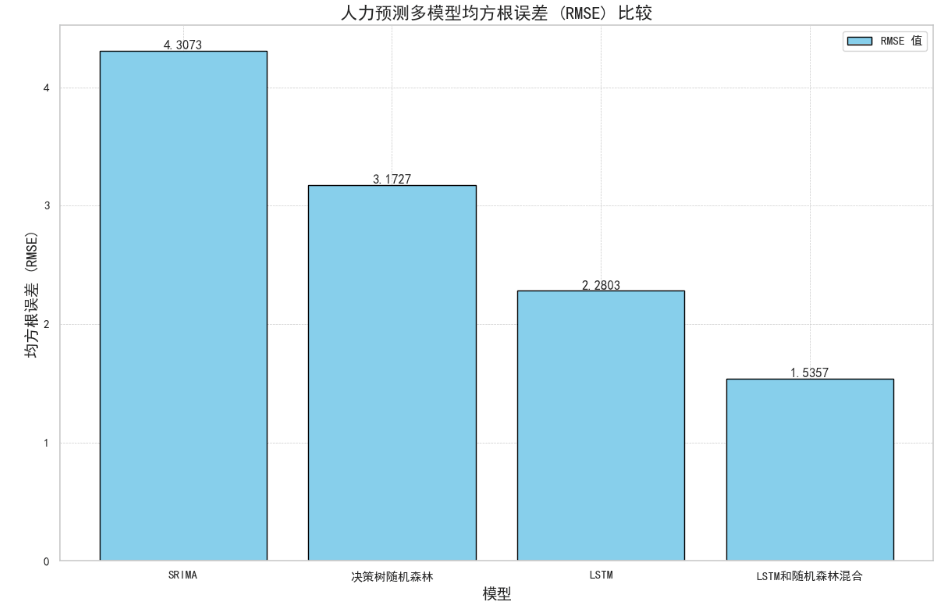 人力预测多模型均方根误差 (RMSE) 比较
RMSE 值
4.3073
3.1727
2.2803
1.5357
均方根误差 (RMSE)
4
3
2
1
0
SRIMA
决策树随机森林
LSTM
LSTM和随机森林混合
模型